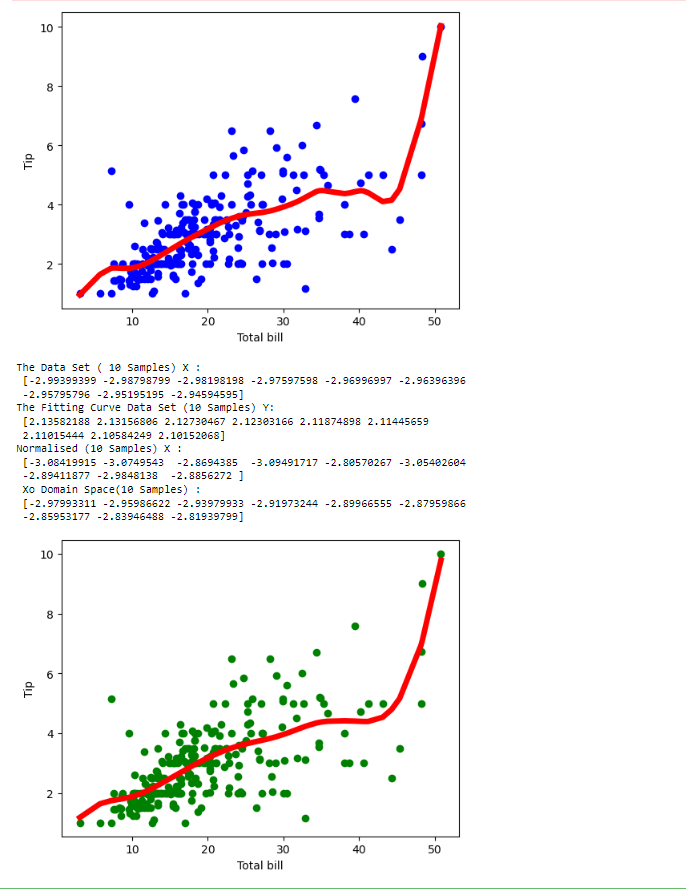 10
8
6
4
2
Tip
10 20 30 40 50
Total bill
The Data Set ( 10 Samples) X :
[-2.99399399 -2.98798799 -2.98198198 -2.97597598 -2.96996997 -2.96396396
-2.95795796 -2.95195195 -2.94594595]
The Fitting Curve Data Set (10 Samples) Y:
[2.13582188 2.13156806 2.12730467 2.12303166 2.11874898 2.11445659
2.11015444 2.10584249 2.10152068]
Normalised (10 Samples) X :
[-3.08419915 -3.0749543  -2.8694385  -3.09491717 -2.80570267 -3.05402604
-2.89411877 -2.9848138  -2.8856272 ]
Xo Domain Space(10 Samples) :
[-2.97993311 -2.95986622 -2.93979933 -2.91973244 -2.89966555 -2.87959866
-2.85953177 -2.83946488 -2.81939799]
10
8
6
4
2
Tip
10 20 30 40 50
Total bill